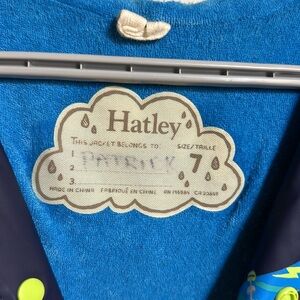 Hatley
THIS JACKET BELONGS TO: SIZE/TAILLE
1. PATRICK 7
2.
3.
MADE IN CHINA FABRIQUÉ EN CHINE